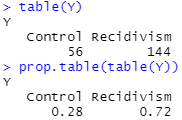 > table(Y)
Y
Control Recidivism
56 144
> prop.table(table(Y))
Y
Control Recidivism
0.28 0.72